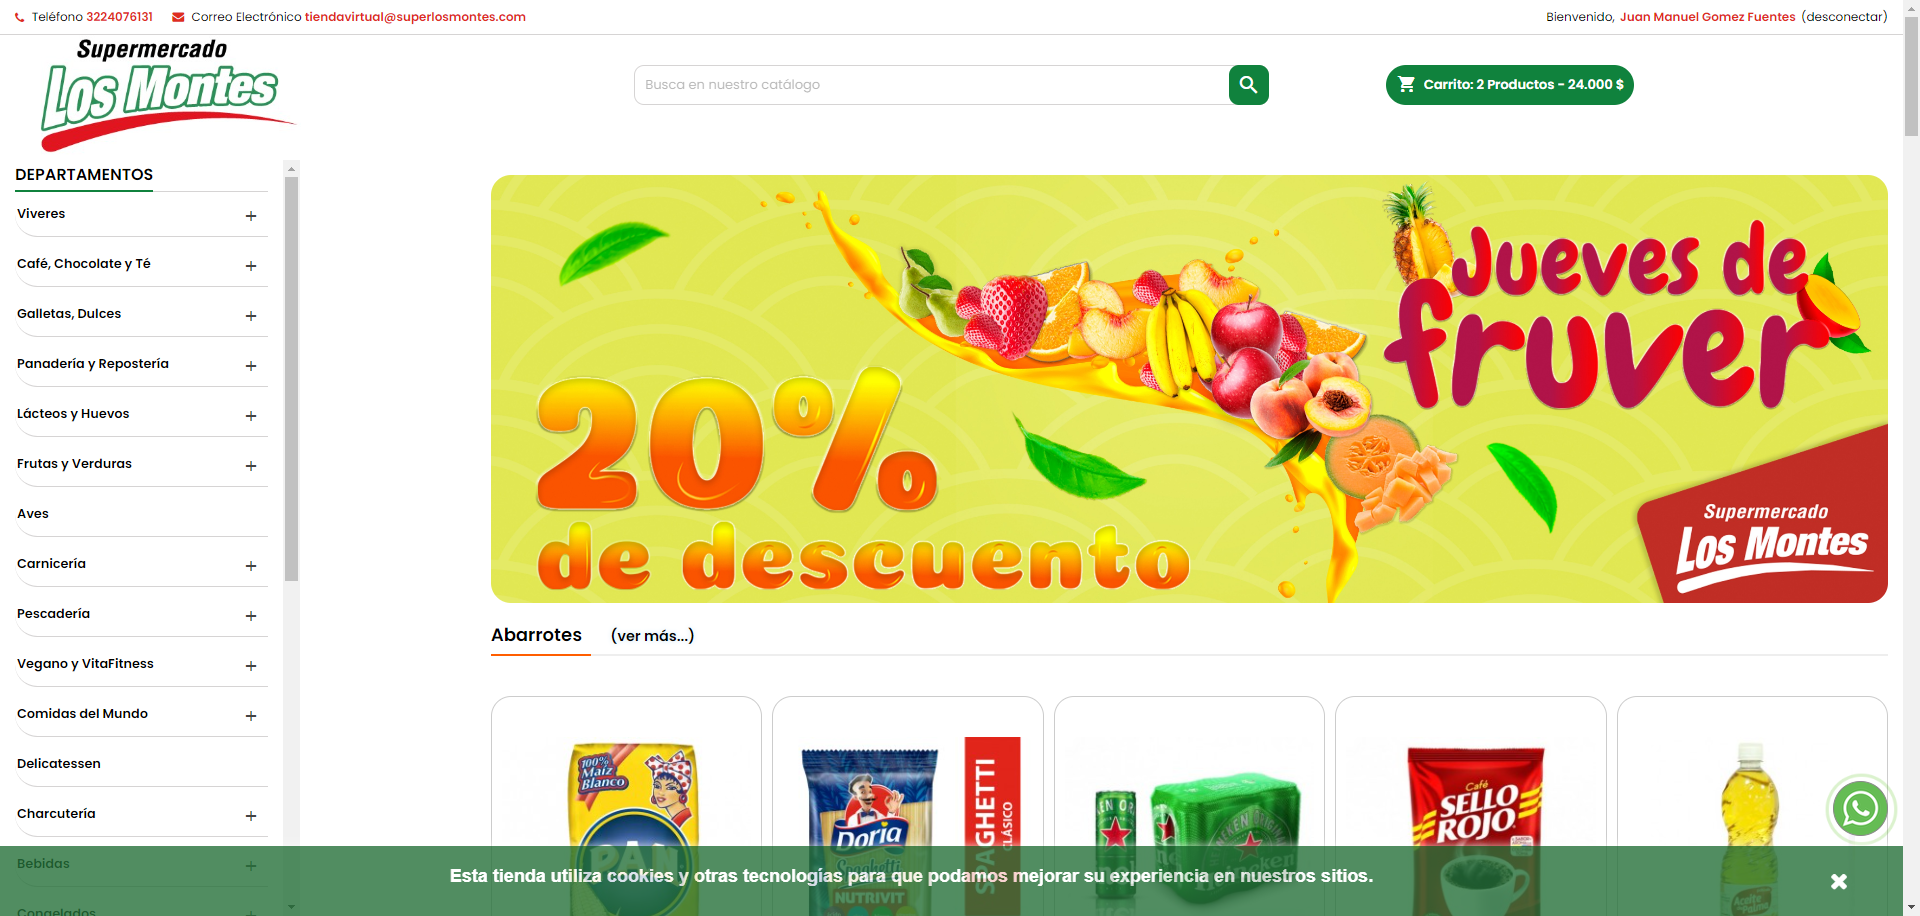 Teléfono 3224076131 Correo Electrónico tiendavirtual@superlosmontes.com
Bienvenido, Juan Manuel Gomez Fuentes (desconectar)
Supermercado
Los Montes
Busca en nuestro catálogo
Carrito: 2 Productos - 24.000 $
DEPARTAMENTOS
Viveres
Café, Chocolate y Té
Galletas, Dulces
Panadería y Repostería
Lácteos y Huevos
Frutas y Verduras
Aves
Carnicería
Pescadería
Vegano y VitaFitness
Comidas del Mundo
Delicatessen
Charcutería
Bebidas
Congelados
Jueves de
fruver
20%
de descuento
Supermercado
Los Montes
Abarrotes (ver más...)
100%
Maíz
Blanco
PAN
Doria
Spaghetti
NUTRIVIT
SPAGHETTI
CLÁSICO
Heineken
Café
SELLO
ROJO
Aceite
Esta tienda utiliza cookies y otras tecnologías para que podamos mejorar su experiencia en nuestros sitios.